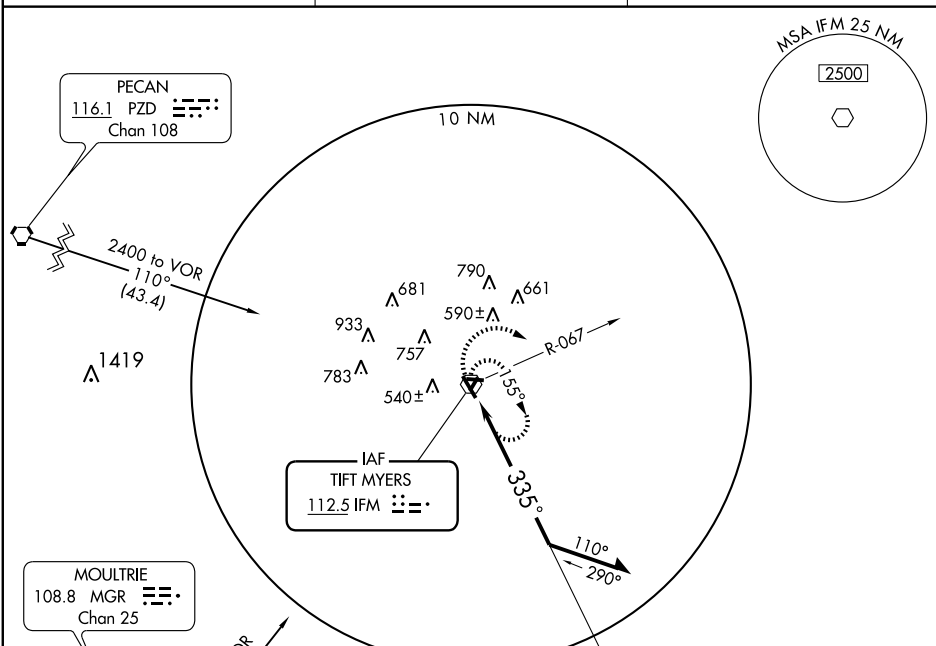 MSA IFM 25 NM
2500
PECAN
116.1 PZD
Chan 108
10 NM
2400 to VOR
110°
(43.4)
790
661
681
590±
933
757
R-067
1419
783
540±
155°
IAF
TIFT MYERS
112.5 IFM
335°
110°
290°
MOULTRIE
108.8 MGR
Chan 25